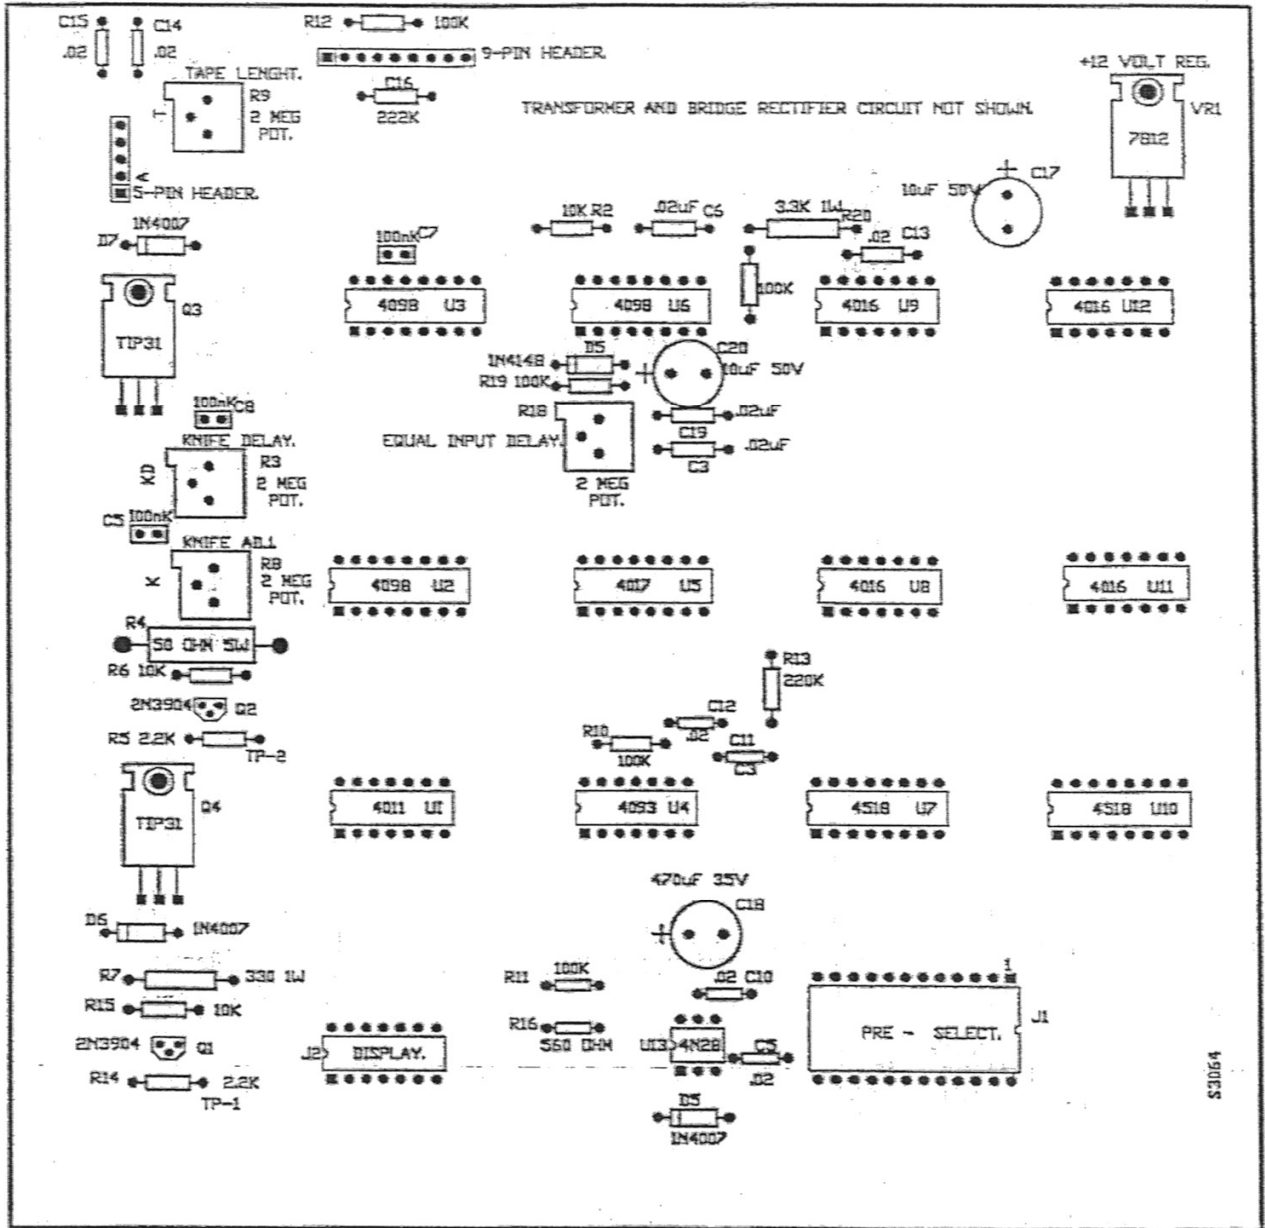 C15 C14 R12 100K
.02 .02 9-PIN HEADER.
TAPE LENGHT. C16 +12 VOLT REG.
R9 222K TRANSFORMER AND BRIDGE RECTIFIER CIRCUIT NOT SHOWN. VR1
T 2 MEG 7812
POT.
A
5-PIN HEADER. 10uF 50V C17
1N4007 10K R2 .02uF C6 3.3K 1W R20
D7 100nK C7 .02 C13
100K
Q3 4098 U3 4098 U6 4016 U9 4016 U12
TIP31 D5 C20
1N4148 10uF 50V
R19 100K
100nK C8 R18 .02uF
KNIFE DELAY. EQUAL INPUT DELAY. C19
KD R3 .02uF
2 MEG C3
POT. 2 MEG
POT.
C5 100nK
KNIFE ADJ.
K R8
2 MEG 4098 U2 4017 U5 4016 U8 4016 U11
POT.
R4
50 OHM 5W
R6 10K R13
220K
2N3904 Q2 C12
R5 2.2K R10 .02 C11
TP-2 100K C3
Q4 4011 U1 4093 U4 4518 U7 4518 U10
TIP31
470uF 35V
C18
D6 1N4007
R7 330 1W R11 100K .02 C10 1
R15 10K
R16 J1
2N3904 Q1 560 OHM U13 4N28 C5 PRE - SELECT.
J2 DISPLAY. .02
R14 2.2K
TP-1 D5
1N4007
S3064